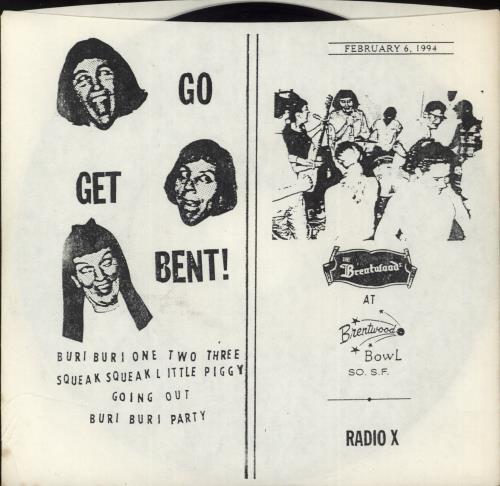 GO
GET
BENT!
BURI BURI ONE TWO THREE
SQUEAK SQUEAK LITTLE PIGGY
GOING OUT
BURI BURI PARTY
FEBRUARY 6, 1994
THE
Brentwoods
AT
Brentwood
BOWL
SO. S.F.
RADIO X